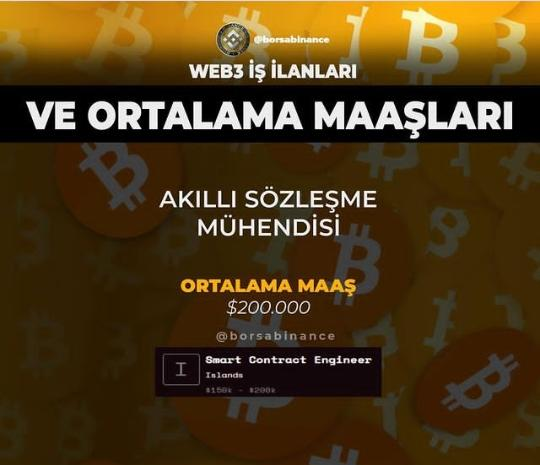 @borsabinance
WEB3 İŞ İLANLARI
VE ORTALAMA MAAŞLARI
AKILLI SÖZLEŞME
MÜHENDİSİ
ORTALAMA MAAŞ
$200.000
@borsabinance
I
Smart Contract Engineer
Islands
$150k - $200k